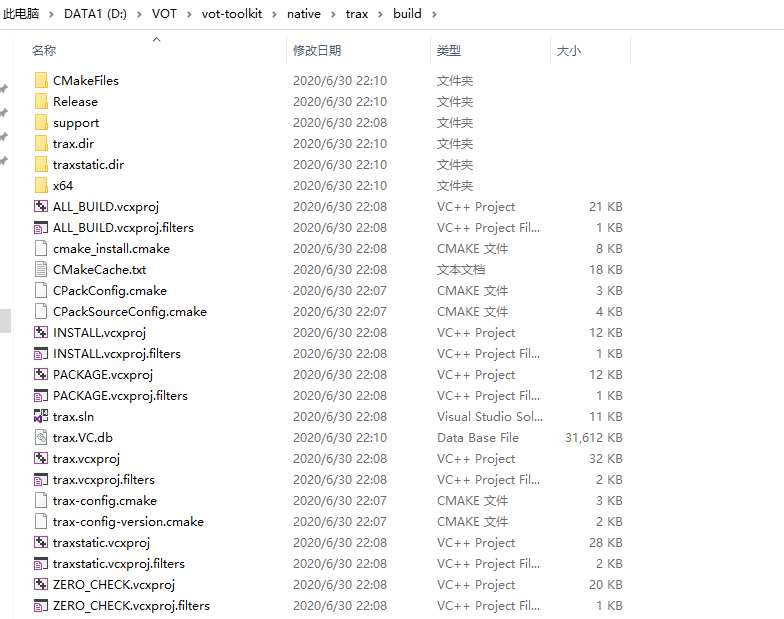 此电脑 > DATA1 (D:) > VOT > vot-toolkit > native > trax > build >
名称 修改日期 类型 大小
CMakeFiles 2020/6/30 22:10 文件夹
Release 2020/6/30 22:10 文件夹
support 2020/6/30 22:08 文件夹
trax.dir 2020/6/30 22:10 文件夹
traxstatic.dir 2020/6/30 22:10 文件夹
x64 2020/6/30 22:10 文件夹
ALL_BUILD.vcxproj 2020/6/30 22:08 VC++ Project 21 KB
ALL_BUILD.vcxproj.filters 2020/6/30 22:08 VC++ Project Fil... 1 KB
cmake_install.cmake 2020/6/30 22:08 CMAKE 文件 8 KB
CMakeCache.txt 2020/6/30 22:08 文本文档 18 KB
CPackConfig.cmake 2020/6/30 22:07 CMAKE 文件 3 KB
CPackSourceConfig.cmake 2020/6/30 22:07 CMAKE 文件 4 KB
INSTALL.vcxproj 2020/6/30 22:08 VC++ Project 12 KB
INSTALL.vcxproj.filters 2020/6/30 22:08 VC++ Project Fil... 1 KB
PACKAGE.vcxproj 2020/6/30 22:08 VC++ Project 12 KB
PACKAGE.vcxproj.filters 2020/6/30 22:08 VC++ Project Fil... 1 KB
trax.sln 2020/6/30 22:08 Visual Studio Sol... 11 KB
trax.VC.db 2020/6/30 22:10 Data Base File 31,612 KB
trax.vcxproj 2020/6/30 22:08 VC++ Project 32 KB
trax.vcxproj.filters 2020/6/30 22:08 VC++ Project Fil... 2 KB
trax-config.cmake 2020/6/30 22:07 CMAKE 文件 3 KB
trax-config-version.cmake 2020/6/30 22:07 CMAKE 文件 2 KB
traxstatic.vcxproj 2020/6/30 22:08 VC++ Project 28 KB
traxstatic.vcxproj.filters 2020/6/30 22:08 VC++ Project Fil... 2 KB
ZERO_CHECK.vcxproj 2020/6/30 22:08 VC++ Project 20 KB
ZERO_CHECK.vcxproj.filters 2020/6/30 22:08 VC++ Project Fil... 1 KB